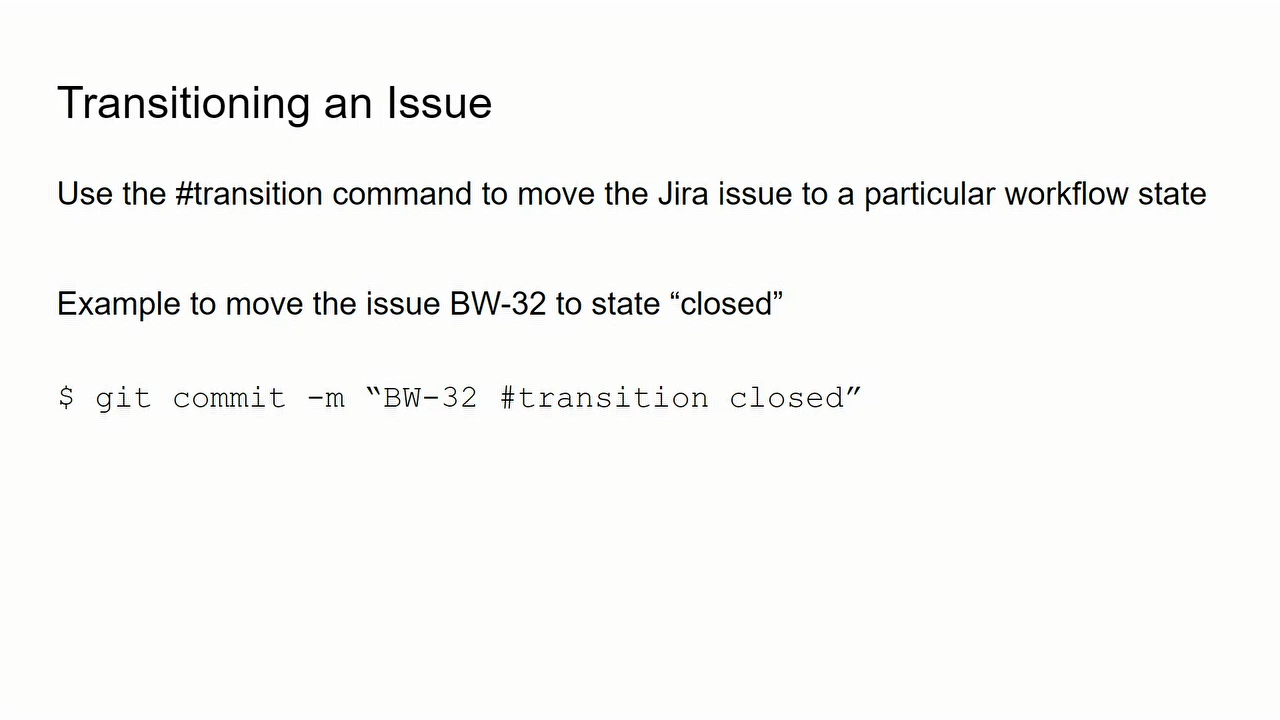 Transitioning an Issue
Use the #transition command to move the Jira issue to a particular workflow state
Example to move the issue BW-32 to state “closed”
$ git commit -m “BW-32 #transition closed”